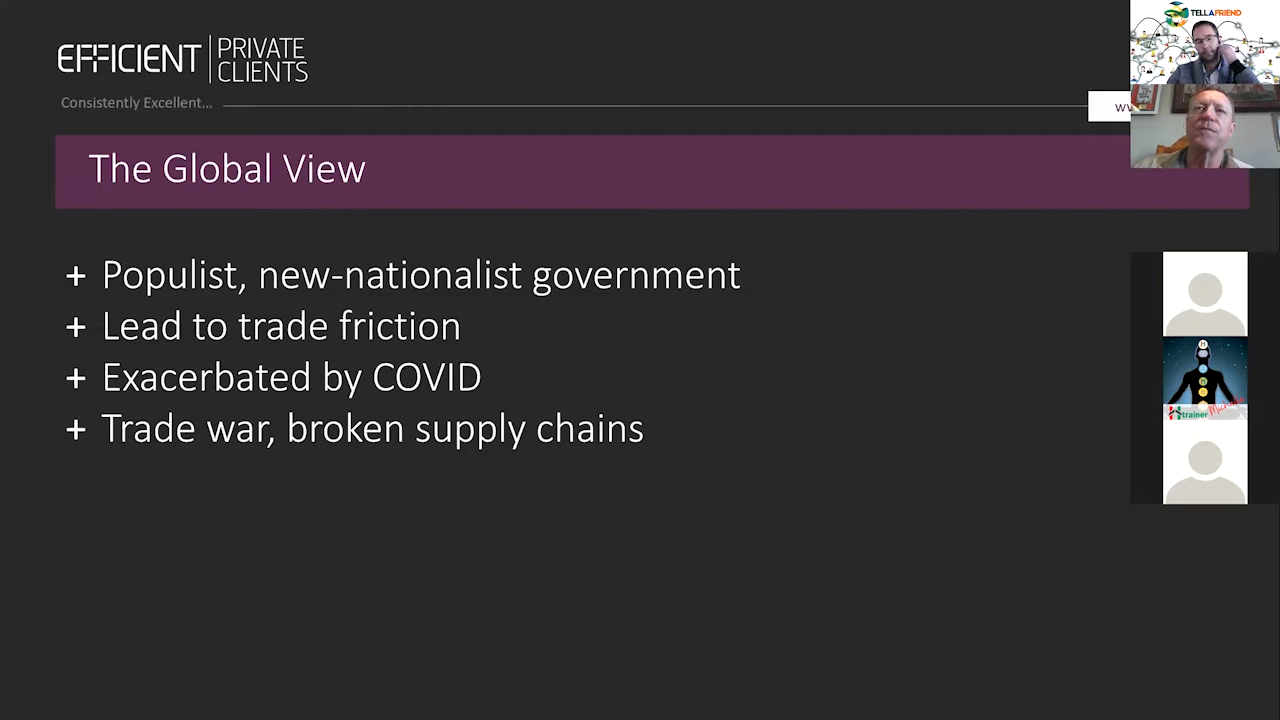 EFFICIENT PRIVATE CLIENTS
Consistently Excellent...
TELLAFRIEND
The Global View
+ Populist, new-nationalist government
+ Lead to trade friction
+ Exacerbated by COVID
+ Trade war, broken supply chains
trainer